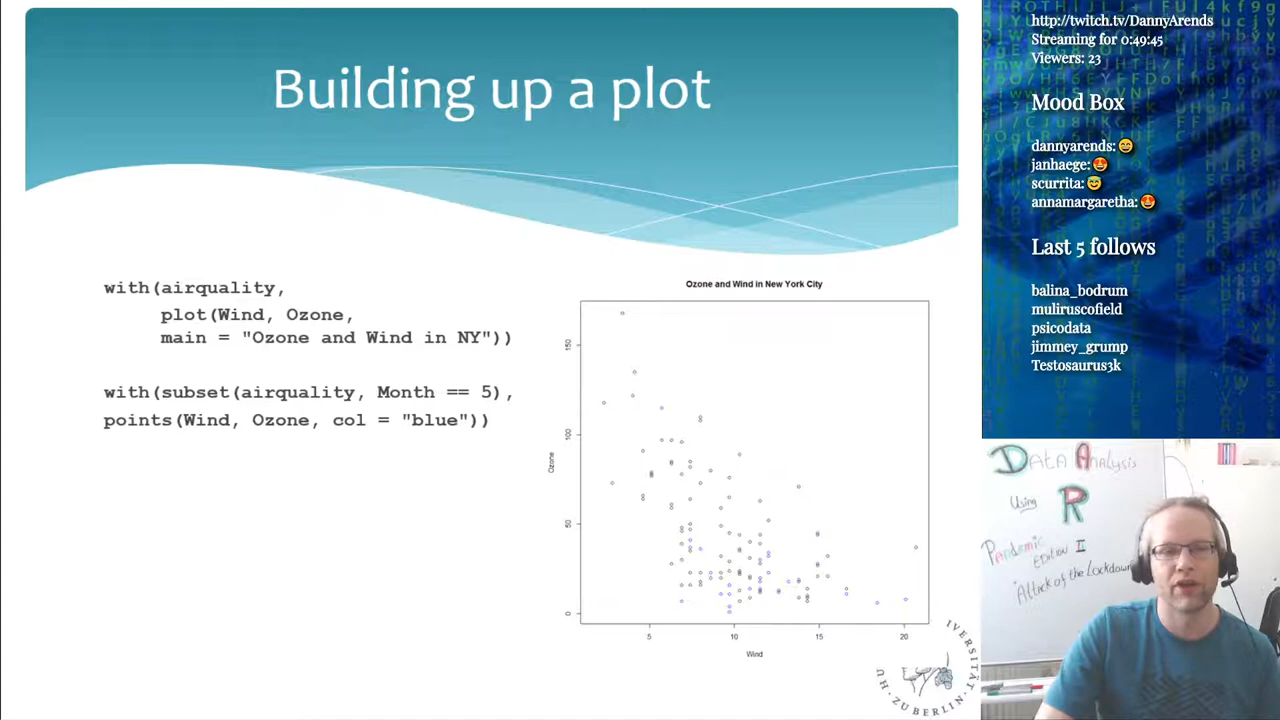 Building up a plot
with(airquality,
plot(Wind, Ozone,
main = "Ozone and Wind in NY"))
with(subset(airquality, Month == 5),
points(Wind, Ozone, col = "blue"))
Ozone and Wind in New York City
150
100
50
0
Ozone
5
10
15
20
Wind
IVERSITÄT
HU
ZU BERLIN
http://twitch.tv/DannyArends
Streaming for 0:49:45
Viewers: 23
Mood Box
dannyarends:
janhaege:
scurrita:
annamargaretha:
Last 5 follows
balina_bodrum
muliruscofield
psicodata
jimmey_grump
Testosaurus3k
Data Analysis
Using
R
Pandemic
Edition II
"Attack of the Lockdown